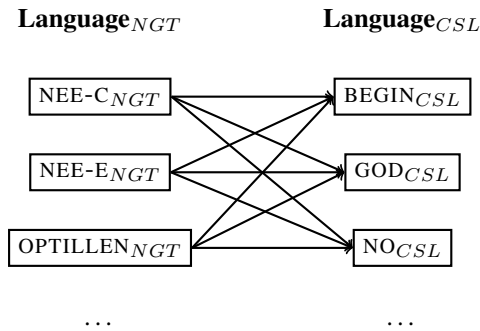 Language_NGT Language_CSL
NEE-C_NGT BEGIN_CSL
NEE-E_NGT GOD_CSL
OPTILLEN_NGT NO_CSL
... ...